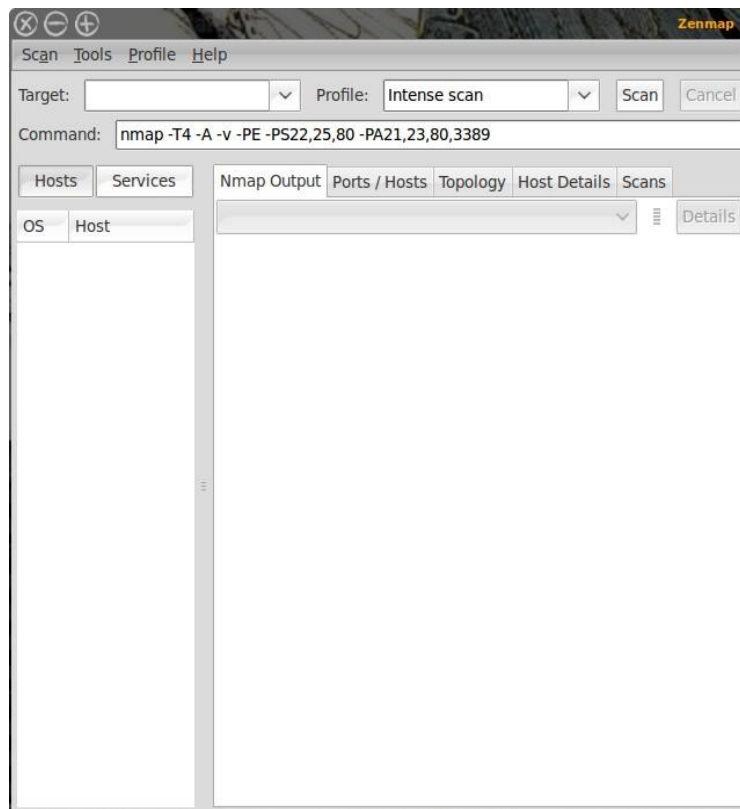 Zenmap
Scan Tools Profile Help
Target: Profile: Intense scan Scan Cancel
Command: nmap -T4 -A -v -PE -PS22,25,80 -PA21,23,80,3389
Hosts Services Nmap Output Ports / Hosts Topology Host Details Scans
OS Host Details